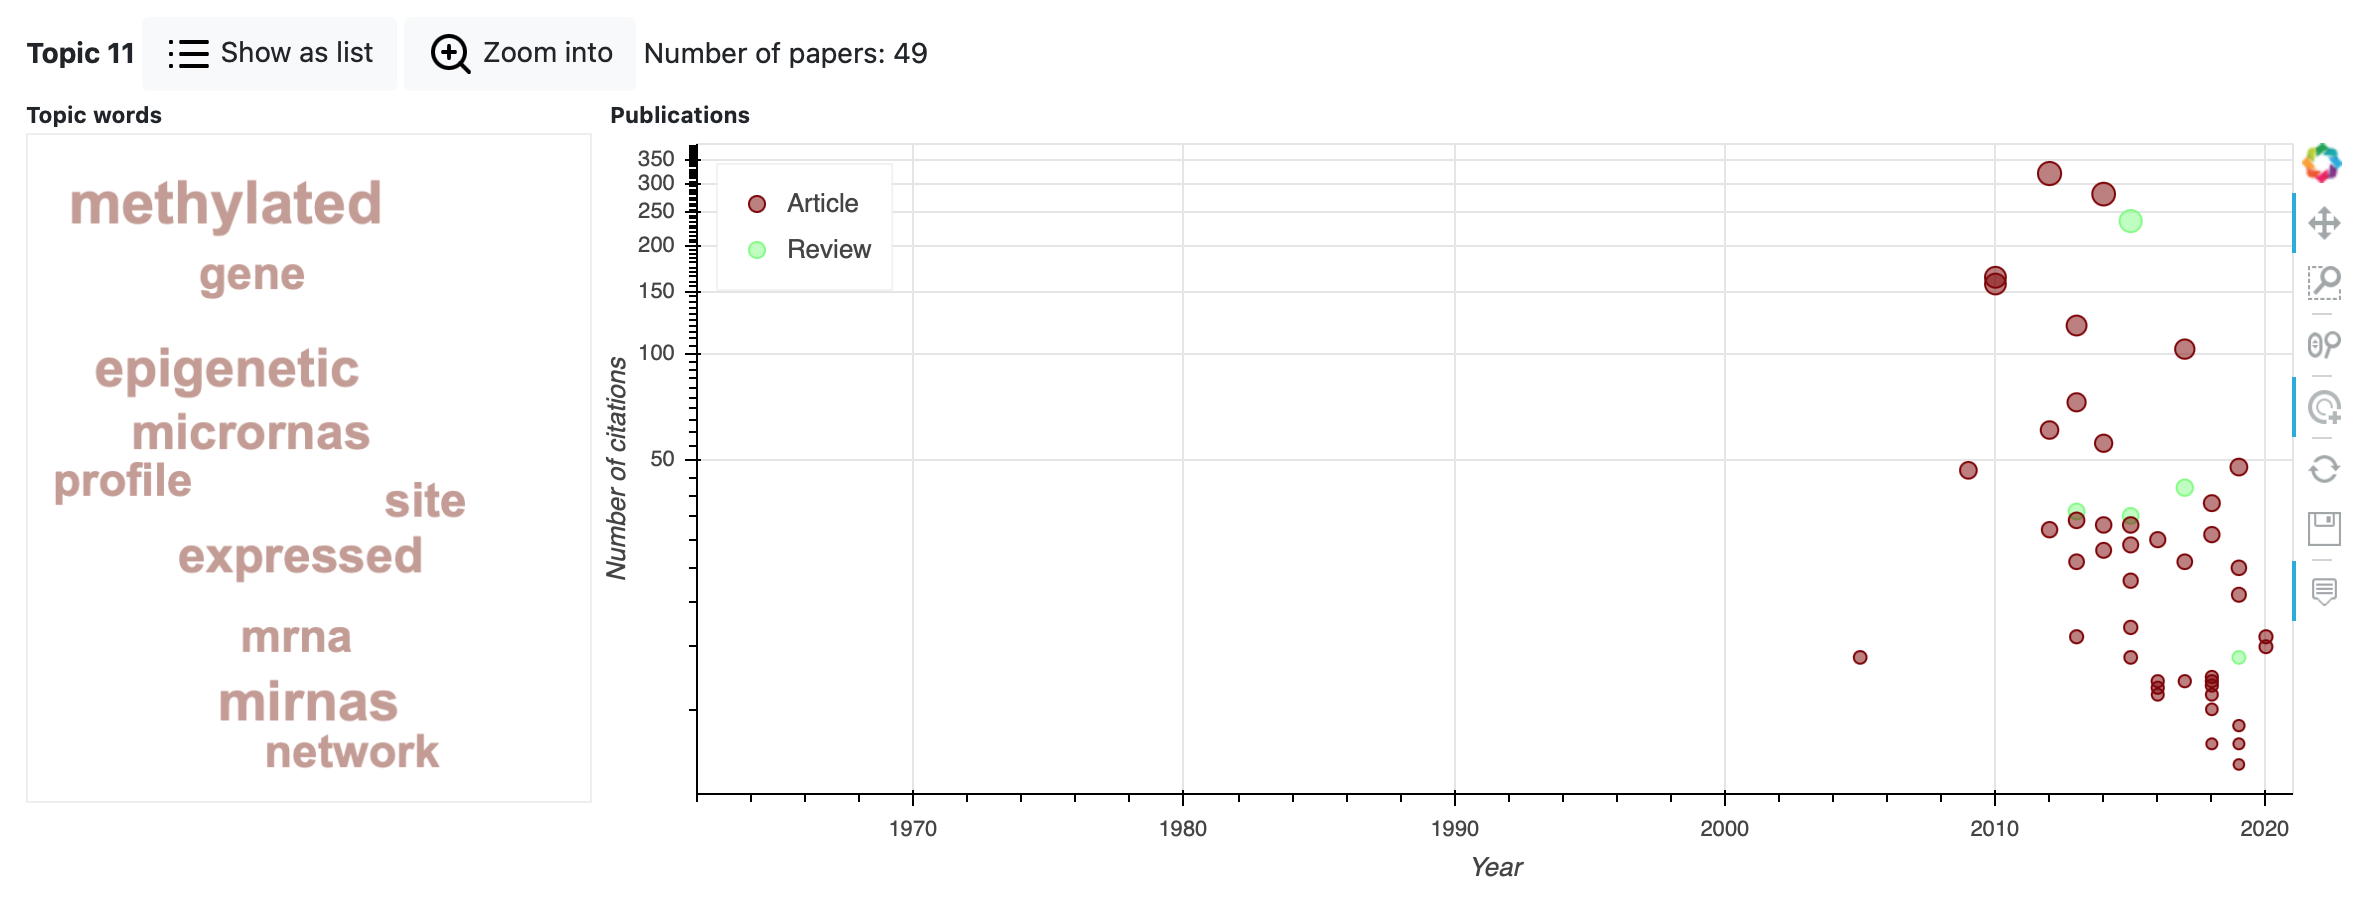 Topic 11 Show as list Zoom into Number of papers: 49
Topic words
methylated
gene
epigenetic
micrornas
profile
site
expressed
mrna
mirnas
network
Publications
Article
Review
350
300
250
200
150
100
50
Number of citations
1970 1980 1990 2000 2010 2020
Year